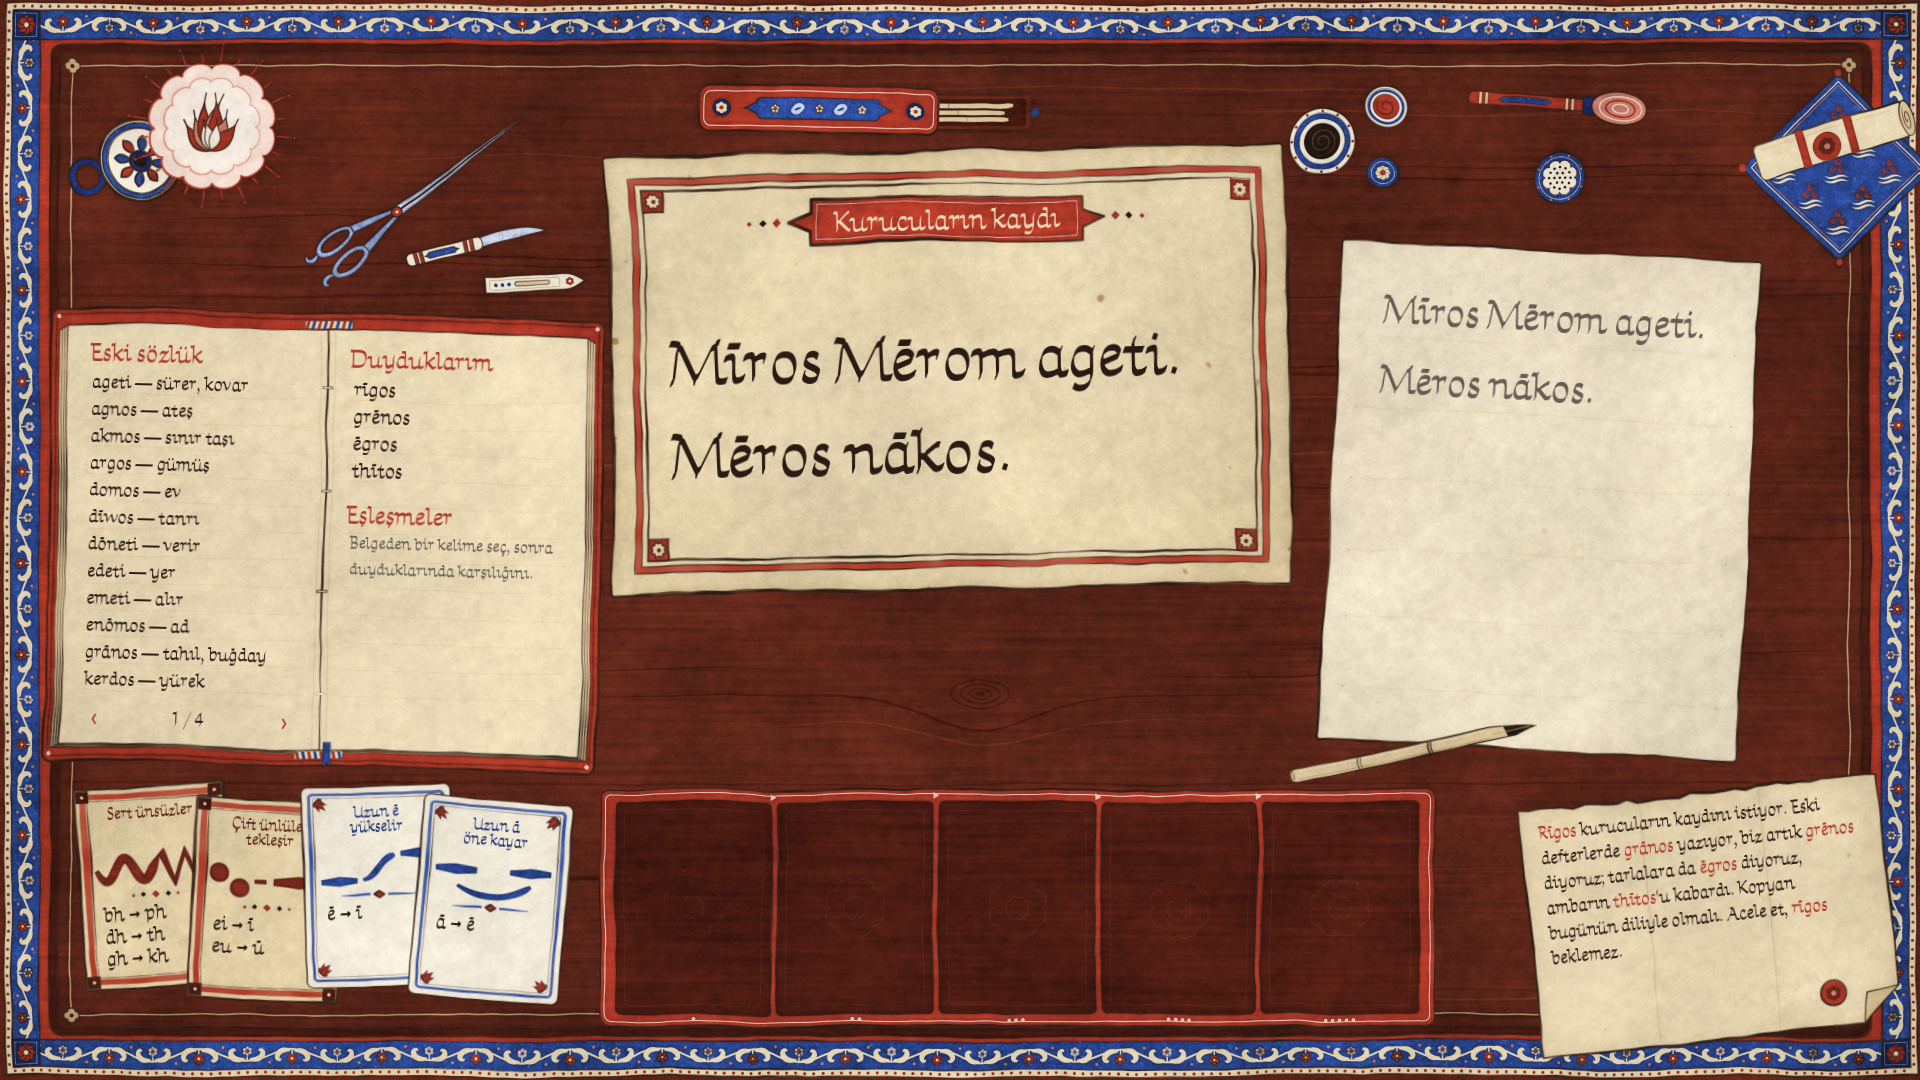 Kurucuların kaydı
Mīros Mērom ageti.
Mēros nākos.
Mīros Mērom ageti.
Mēros nākos.
Eski sözlük
ageti — sürer, kovar
agnos — ateş
akmos — sınır taşı
argos — gümüş
domos — ev
dīwos — tanrı
dōneti — verir
edeti — yer
emeti — alır
enōmos — ad
grānos — tahıl, buğday
kerdos — yürek
‹ 1 / 4 ›
Duyduklarım
rīgos
grēnos
ēgros
thītos
Eşleşmeler
Belgeden bir kelime seç, sonra
duyduklarında karşılığını.
Sert ünsüzler
bh → ph
dh → th
gh → kh
Çift ünlüle
tekleşir
ei → ī
eu → ū
Uzun ē
yükselir
ē → ī
Uzun ā
öne kayar
ā → ē
Rīgos kurucuların kaydını istiyor. Eski
defterlerde grānos yazıyor, biz artık grēnos
diyoruz; tarlalara da ēgros diyoruz,
ambarın thītos'u kabardı. Kopyan
bugünün diliyle olmalı. Acele et, rīgos
beklemez.